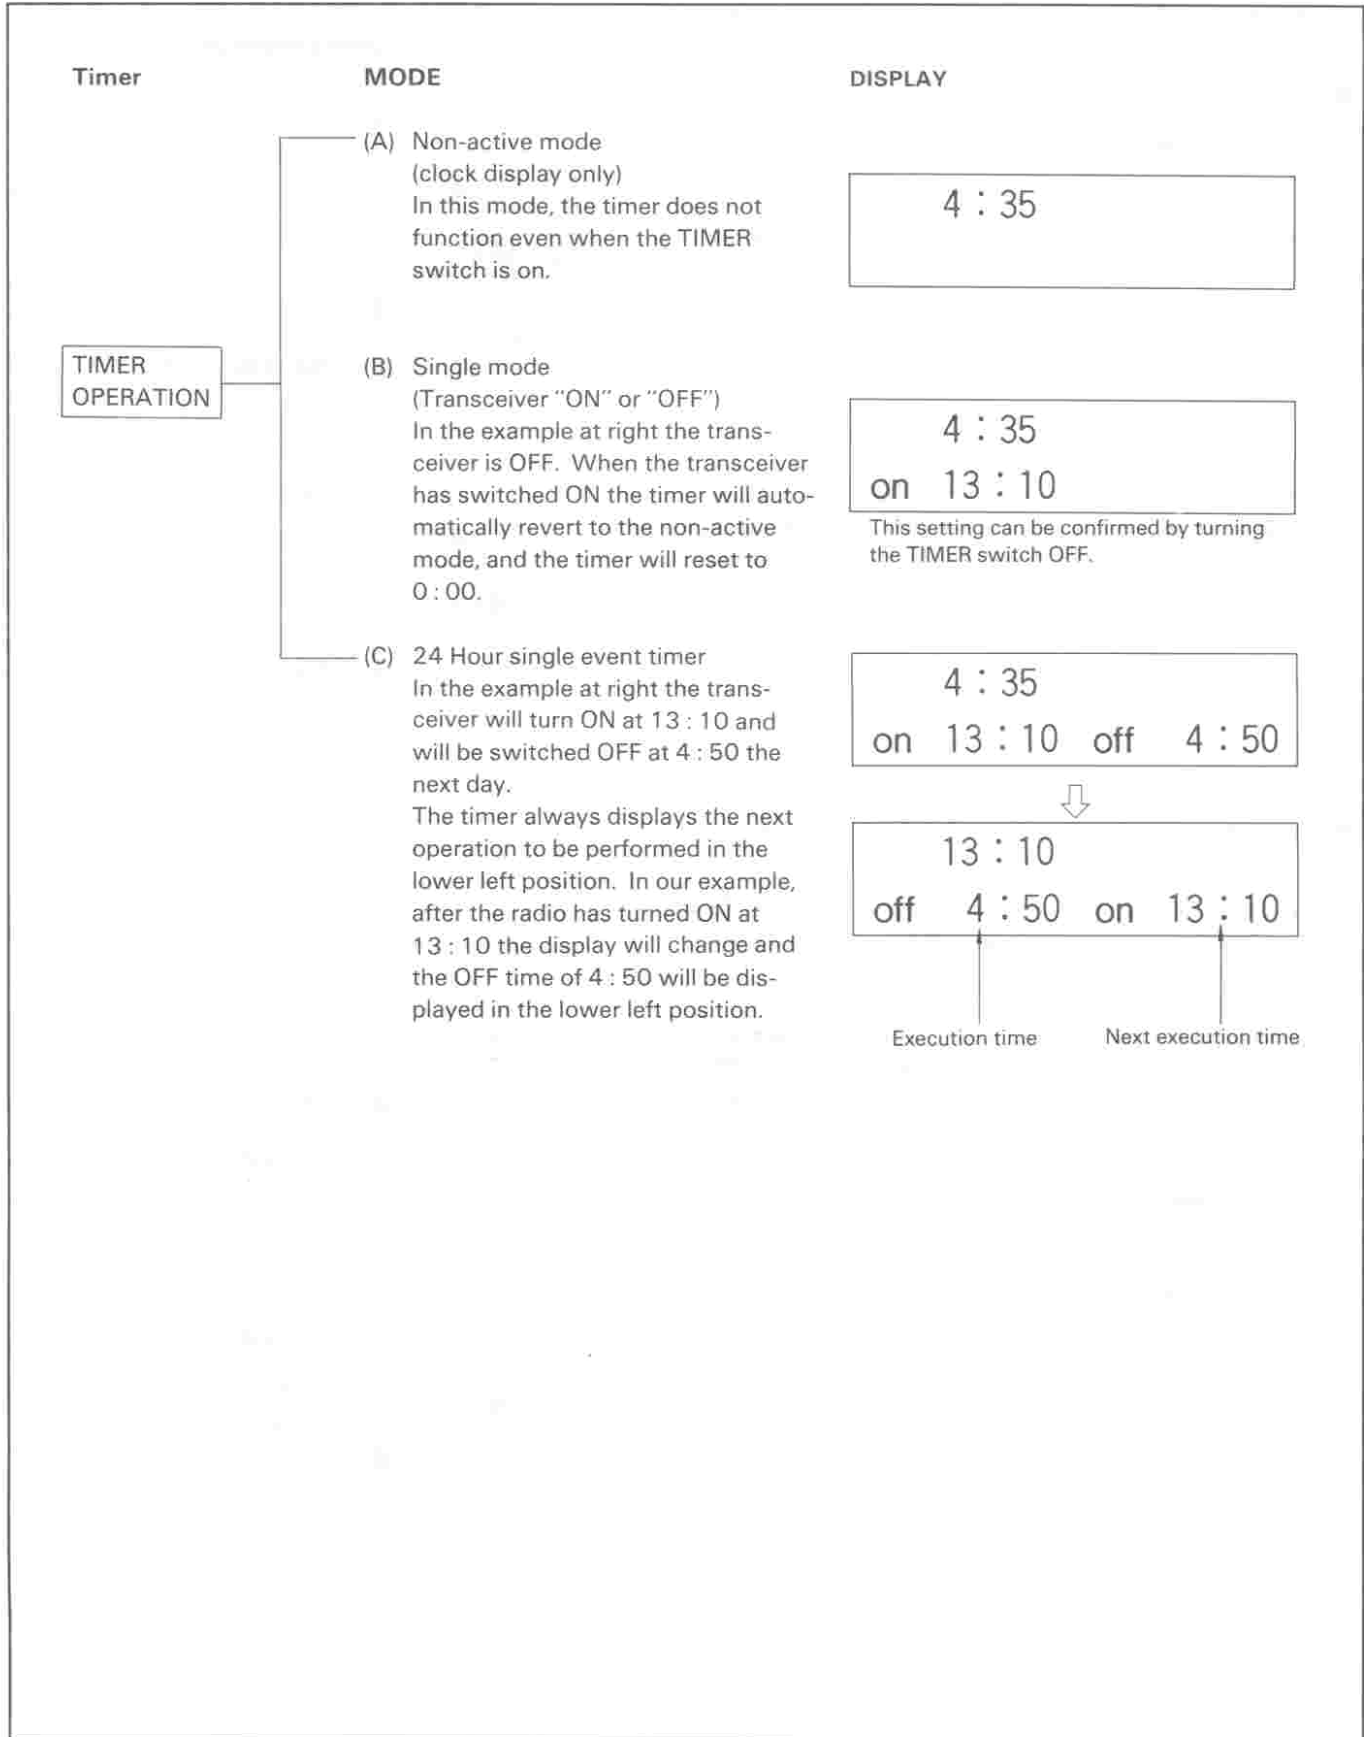 Timer MODE DISPLAY
(A) Non-active mode
(clock display only)
In this mode, the timer does not
function even when the TIMER
switch is on.
4 : 35
TIMER
OPERATION
(B) Single mode
(Transceiver "ON" or "OFF")
In the example at right the trans-
ceiver is OFF. When the transceiver
has switched ON the timer will auto-
matically revert to the non-active
mode, and the timer will reset to
0 : 00.
4 : 35
on 13 : 10
This setting can be confirmed by turning
the TIMER switch OFF.
(C) 24 Hour single event timer
In the example at right the trans-
ceiver will turn ON at 13 : 10 and
will be switched OFF at 4 : 50 the
next day.
The timer always displays the next
operation to be performed in the
lower left position. In our example,
after the radio has turned ON at
13 : 10 the display will change and
the OFF time of 4 : 50 will be dis-
played in the lower left position.
4 : 35
on 13 : 10 off 4 : 50
13 : 10
off 4 : 50 on 13 : 10
Execution time Next execution time